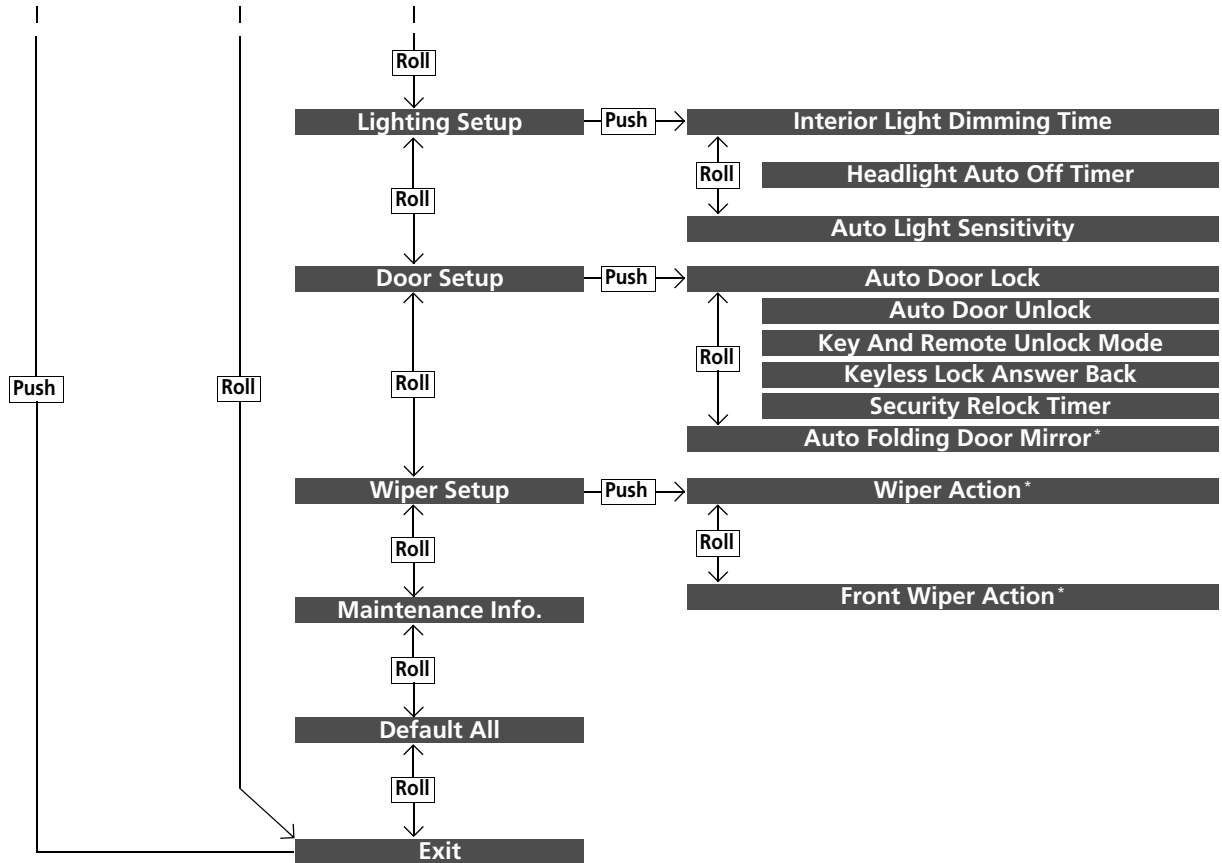 Roll
Lighting Setup Push Interior Light Dimming Time
Roll Headlight Auto Off Timer
Roll
Auto Light Sensitivity
Door Setup Push Auto Door Lock
Auto Door Unlock
Key And Remote Unlock Mode
Roll
Push Roll Roll Keyless Lock Answer Back
Security Relock Timer
Auto Folding Door Mirror*
Wiper Setup Push Wiper Action*
Roll Roll
Maintenance Info. Front Wiper Action*
Roll
Default All
Roll
Exit